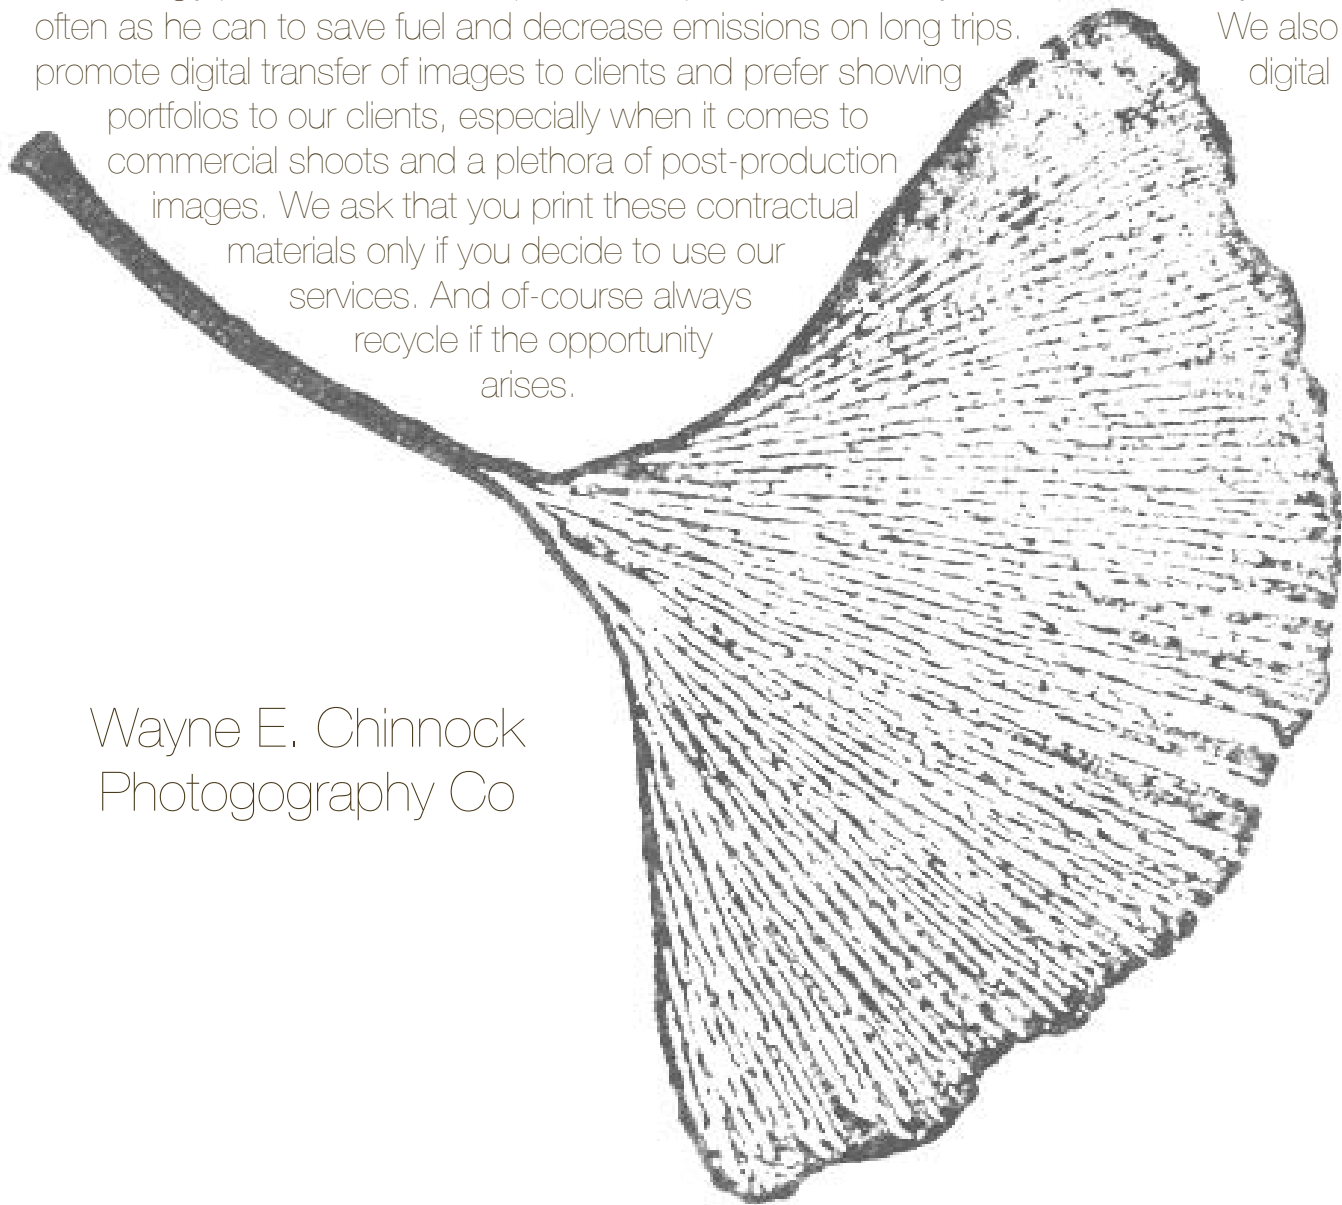 often as he can to save fuel and decrease emissions on long trips. We also
promote digital transfer of images to clients and prefer showing digital
portfolios to our clients, especially when it comes to
commercial shoots and a plethora of post-production
images. We ask that you print these contractual
materials only if you decide to use our
services. And of-course always
recycle if the opportunity
arises.
Wayne E. Chinnock
Photogography Co